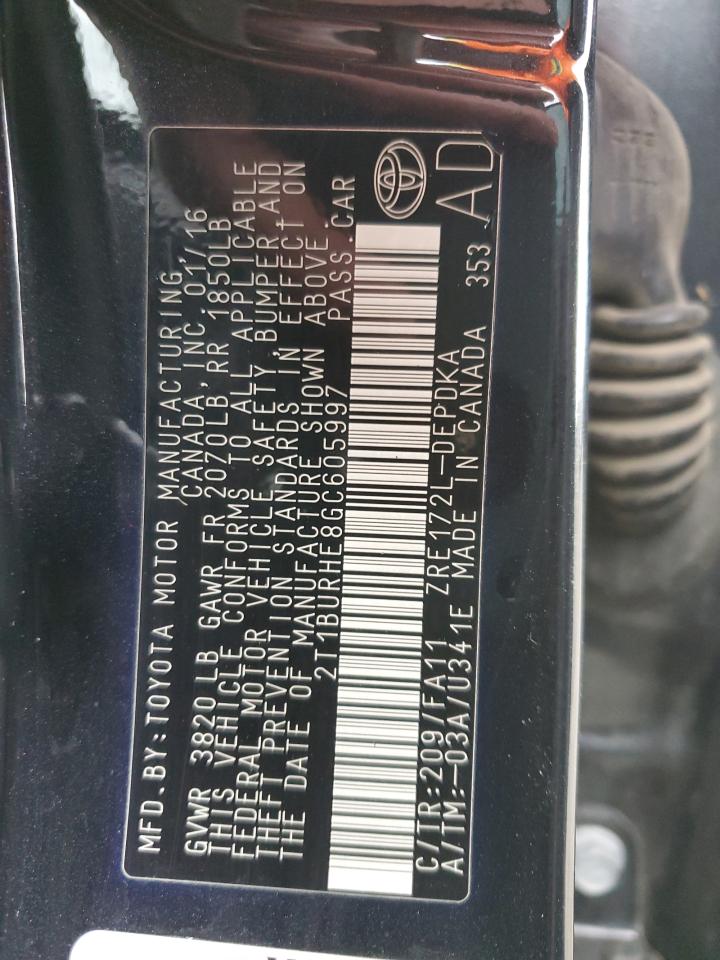 MFD.BY:TOYOTA MOTOR MANUFACTURING,
CANADA, INC. 01/16
GVWR 3820LB GAWR FR 2070LB, RR 1850LB
THIS VEHICLE CONFORMS TO ALL APPLICABLE
FEDERAL MOTOR VEHICLE SAFETY, BUMPER, AND
THEFT PREVENTION STANDARDS IN EFFECT ON
THE DATE OF MANUFACTURE SHOWN ABOVE.
2T1BURHE8GC605997 PASS.CAR
C/TR:209/FA11 ZRE172L-DEPDKA
A/TM:-03A/U341E MADE IN CANADA 353 AD